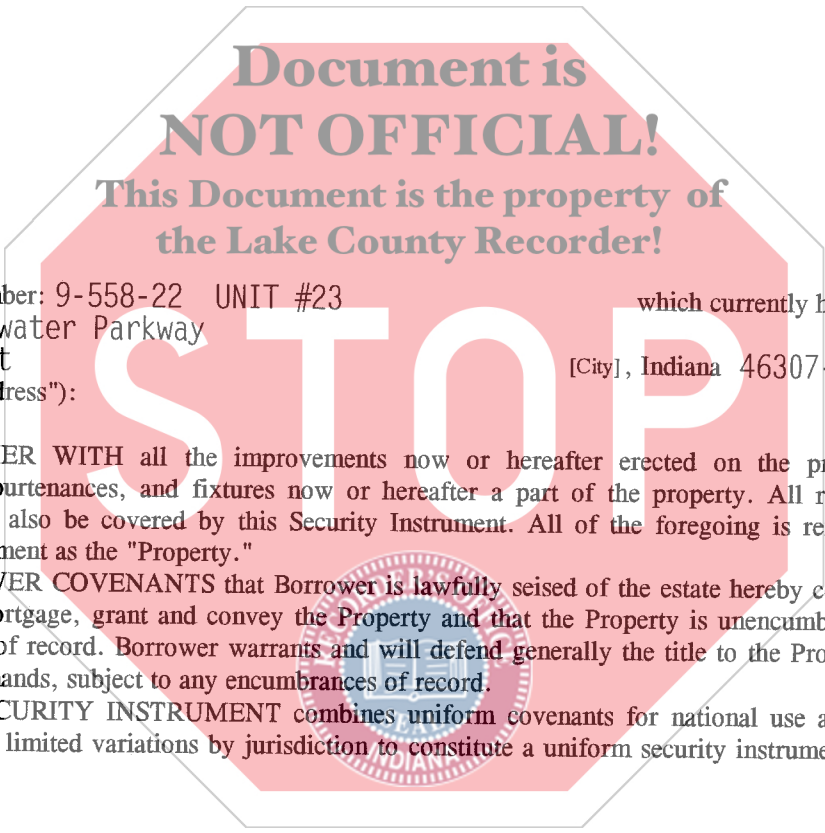 Document is
NOT OFFICIAL!
This Document is the property of
the Lake County Recorder!
ber: 9-558-22 UNIT #23 which currently h
water Parkway
t [City], Indiana 46307-
dress"):
STOP
ER WITH all the improvements now or hereafter erected on the pr
ourtenances, and fixtures now or hereafter a part of the property. All r
also be covered by this Security Instrument. All of the foregoing is re
ment as the "Property."
VER COVENANTS that Borrower is lawfully seised of the estate hereby c
ortgage, grant and convey the Property and that the Property is unencumb
of record. Borrower warrants and will defend generally the title to the Pro
ands, subject to any encumbrances of record.
CURITY INSTRUMENT combines uniform covenants for national use a
limited variations by jurisdiction to constitute a uniform security instrume
SEAL
INDIANA